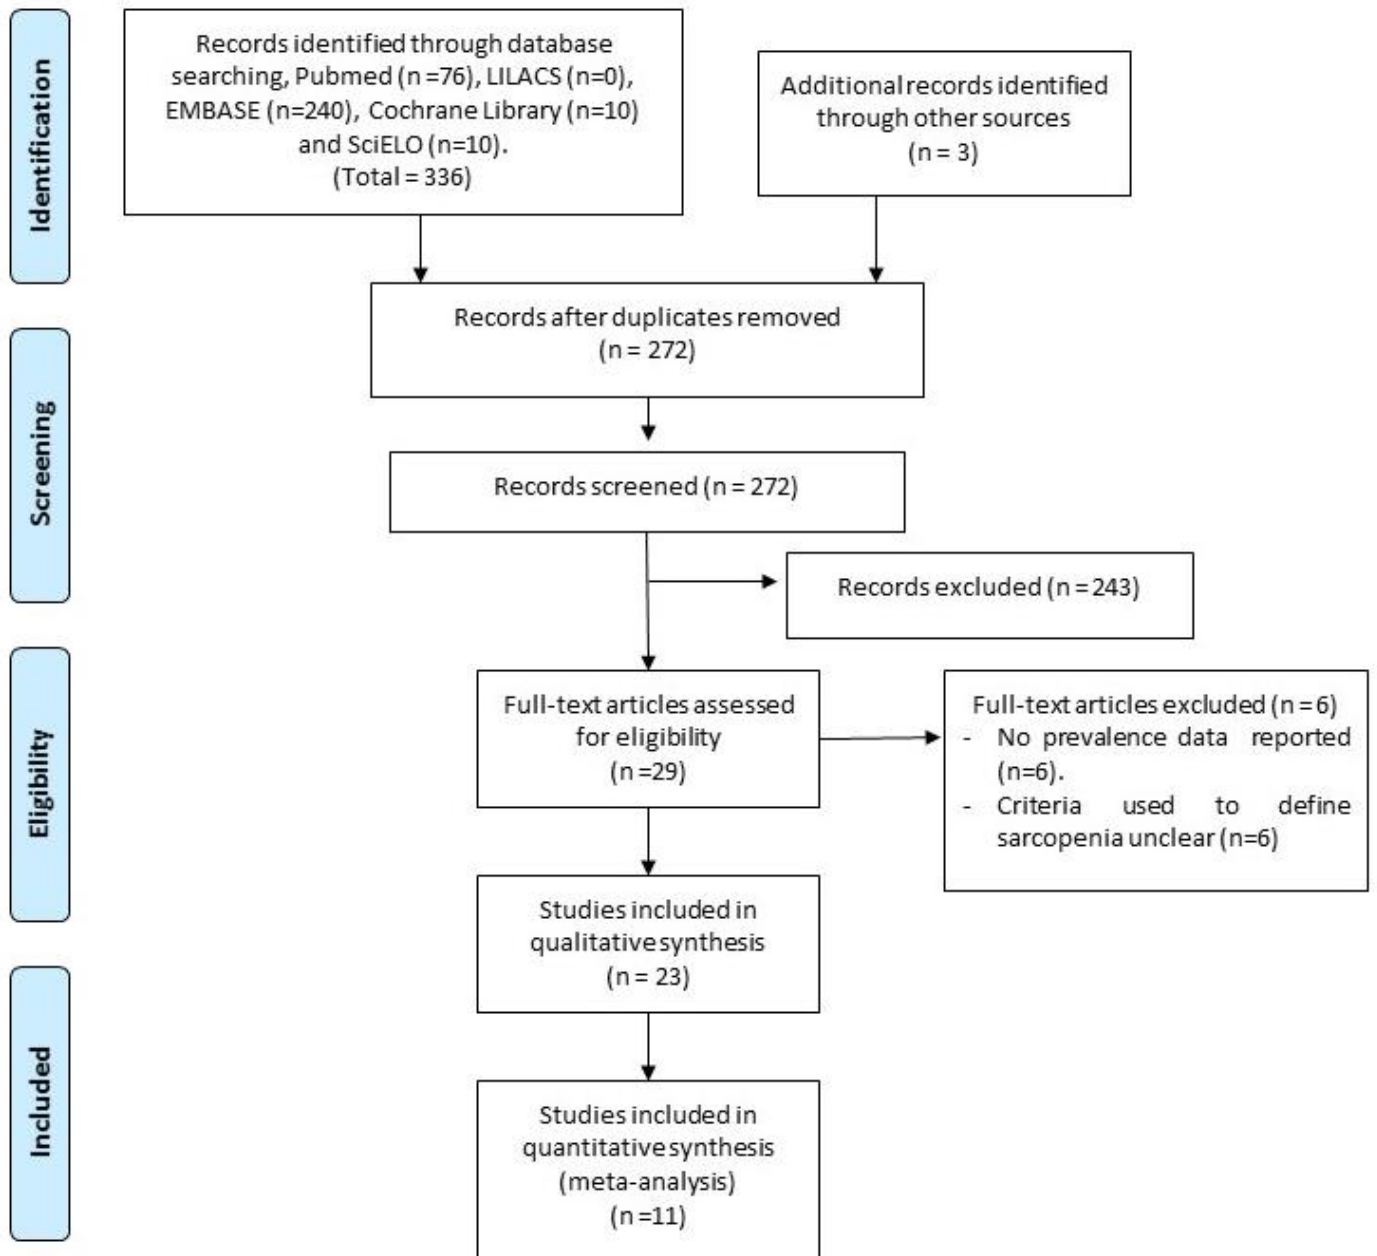 Identification
Records identified through database
searching, Pubmed (n =76), LILACS (n=0),
EMBASE (n=240), Cochrane Library (n=10)
and SciELO (n=10).
(Total = 336)
Additional records identified
through other sources
(n = 3)
Records after duplicates removed
(n = 272)
Screening
Records screened (n = 272)
Records excluded (n = 243)
Eligibility
Full-text articles assessed
for eligibility
(n =29)
Full-text articles excluded (n = 6)
- No prevalence data reported
(n=6).
- Criteria used to define
sarcopenia unclear (n=6)
Studies included in
qualitative synthesis
(n = 23)
Included
Studies included in
quantitative synthesis
(meta-analysis)
(n =11)